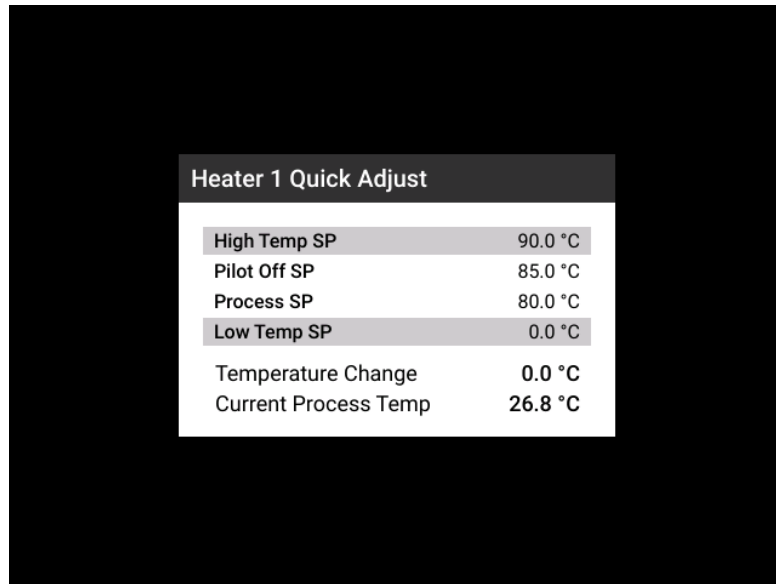 Heater 1 Quick Adjust
High Temp SP 90.0 °C
Pilot Off SP 85.0 °C
Process SP 80.0 °C
Low Temp SP 0.0 °C
Temperature Change 0.0 °C
Current Process Temp 26.8 °C